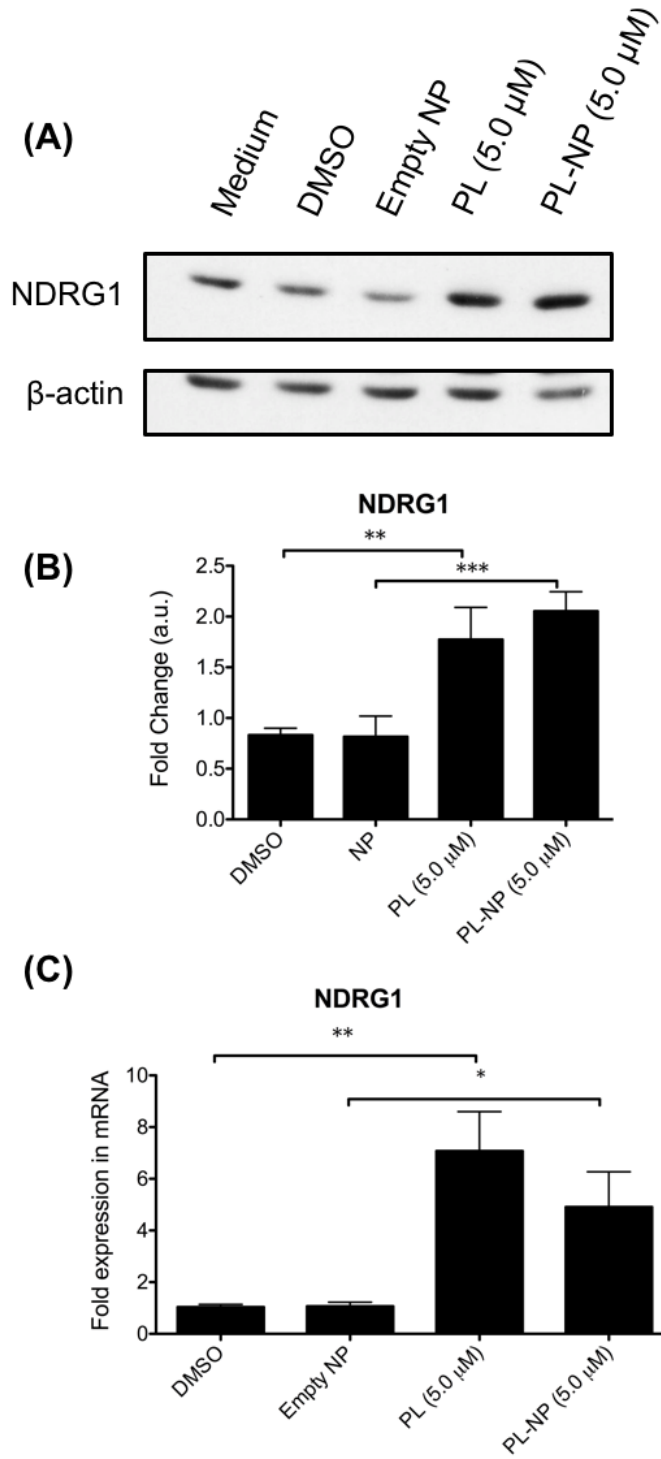 (A)
Medium
DMSO
Empty NP
PL (5.0 μM)
PL-NP (5.0 μM)
NDRG1
β-actin
(B)
NDRG1
**
***
Fold Change (a.u.)
2.5
2.0
1.5
1.0
0.5
0.0
DMSO
NP
PL (5.0 μM)
PL-NP (5.0 μM)
(C)
NDRG1
**
*
Fold expression in mRNA
10
8
6
4
2
0
DMSO
Empty NP
PL (5.0 μM)
PL-NP (5.0 μM)